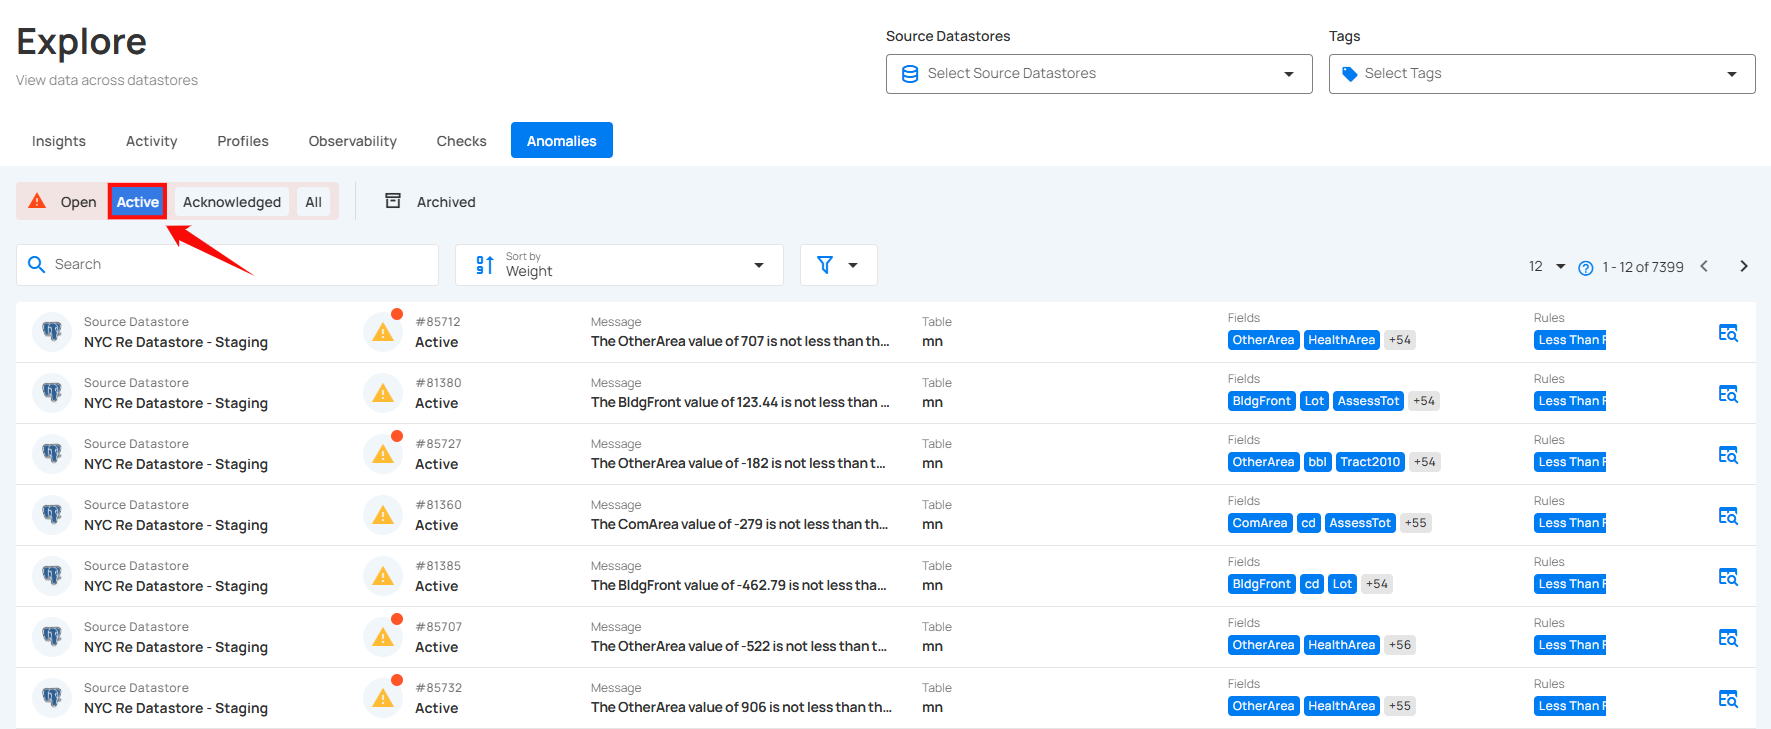 Explore
View data across datastores
Source Datastores
Select Source Datastores
Tags
Select Tags
Insights Activity Profiles Observability Checks Anomalies
Open Active Acknowledged All Archived
Search
Sort by
Weight
12 1 - 12 of 7399
Source Datastore #85712 Message Table Fields Rules
NYC Re Datastore - Staging Active The OtherArea value of 707 is not less than th... mn OtherArea HealthArea +54 Less Than F
Source Datastore #81380 Message Table Fields Rules
NYC Re Datastore - Staging Active The BldgFront value of 123.44 is not less than ... mn BldgFront Lot AssessTot +54 Less Than F
Source Datastore #85727 Message Table Fields Rules
NYC Re Datastore - Staging Active The OtherArea value of -182 is not less than t... mn OtherArea bbl Tract2010 +54 Less Than F
Source Datastore #81360 Message Table Fields Rules
NYC Re Datastore - Staging Active The ComArea value of -279 is not less than th... mn ComArea cd AssessTot +55 Less Than F
Source Datastore #81385 Message Table Fields Rules
NYC Re Datastore - Staging Active The BldgFront value of -462.79 is not less tha... mn BldgFront cd Lot +54 Less Than F
Source Datastore #85707 Message Table Fields Rules
NYC Re Datastore - Staging Active The OtherArea value of -522 is not less than t... mn OtherArea HealthArea +56 Less Than F
Source Datastore #85732 Message Table Fields Rules
NYC Re Datastore - Staging Active The OtherArea value of 906 is not less than th... mn OtherArea HealthArea +55 Less Than F